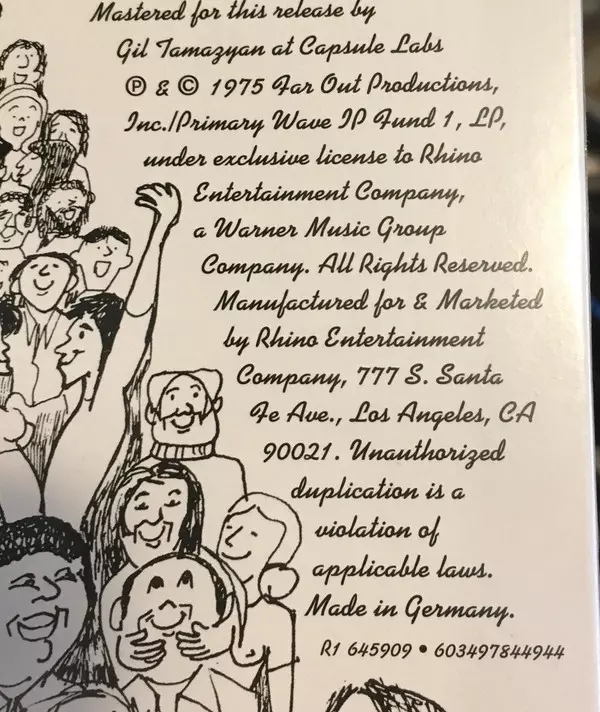 Mastered for this release by
Gil Tamazyan at Capsule Labs
℗ & © 1975 Far Out Productions,
Inc./Primary Wave IP Fund 1, LP,
under exclusive license to Rhino
Entertainment Company,
a Warner Music Group
Company. All Rights Reserved.
Manufactured for & Marketed
by Rhino Entertainment
Company, 777 S. Santa
Fe Ave., Los Angeles, CA
90021. Unauthorized
duplication is a
violation of
applicable laws.
Made in Germany.
R1 645909 • 603497844944